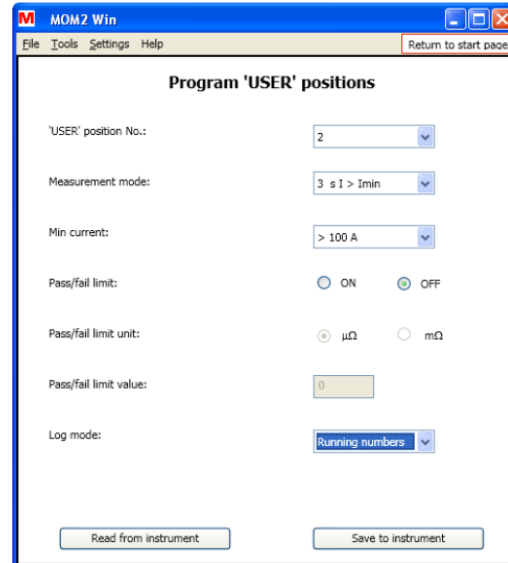 M MOM2 Win
File Tools Settings Help Return to start page
Program 'USER' positions
'USER' position No.: 2
Measurement mode: 3 s I > Imin
Min current: > 100 A
Pass/fail limit: ON OFF
Pass/fail limit unit: μΩ mΩ
Pass/fail limit value: 0
Log mode: Running numbers
Read from instrument Save to instrument